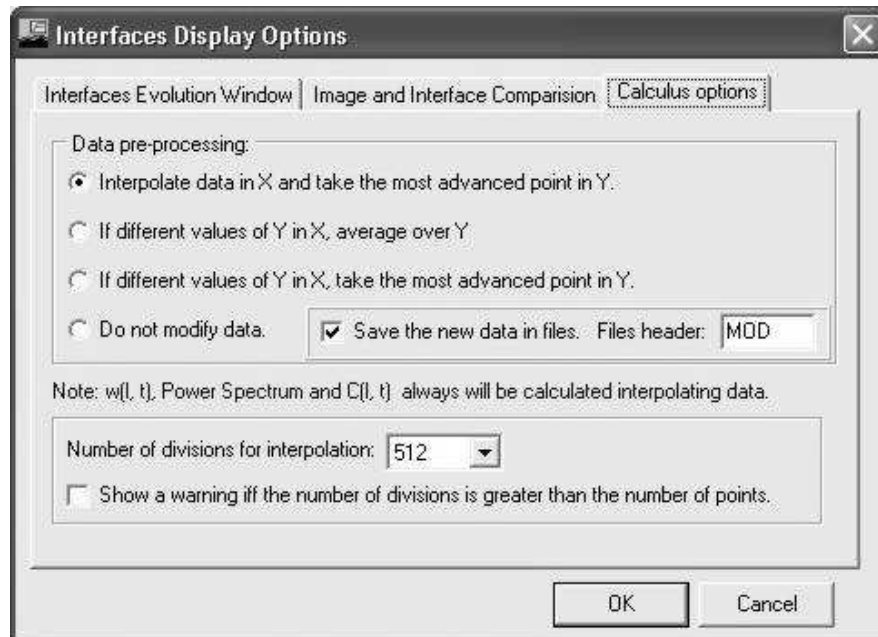 Interfaces Display Options
Interfaces Evolution Window Image and Interface Comparision Calculus options
Data pre-processing:
Interpolate data in X and take the most advanced point in Y.
If different values of Y in X, average over Y
If different values of Y in X, take the most advanced point in Y.
Do not modify data. Save the new data in files. Files header: MOD
Note: w(l, t), Power Spectrum and C(l, t) always will be calculated interpolating data.
Number of divisions for interpolation: 512
Show a warning iff the number of divisions is greater than the number of points.
OK Cancel